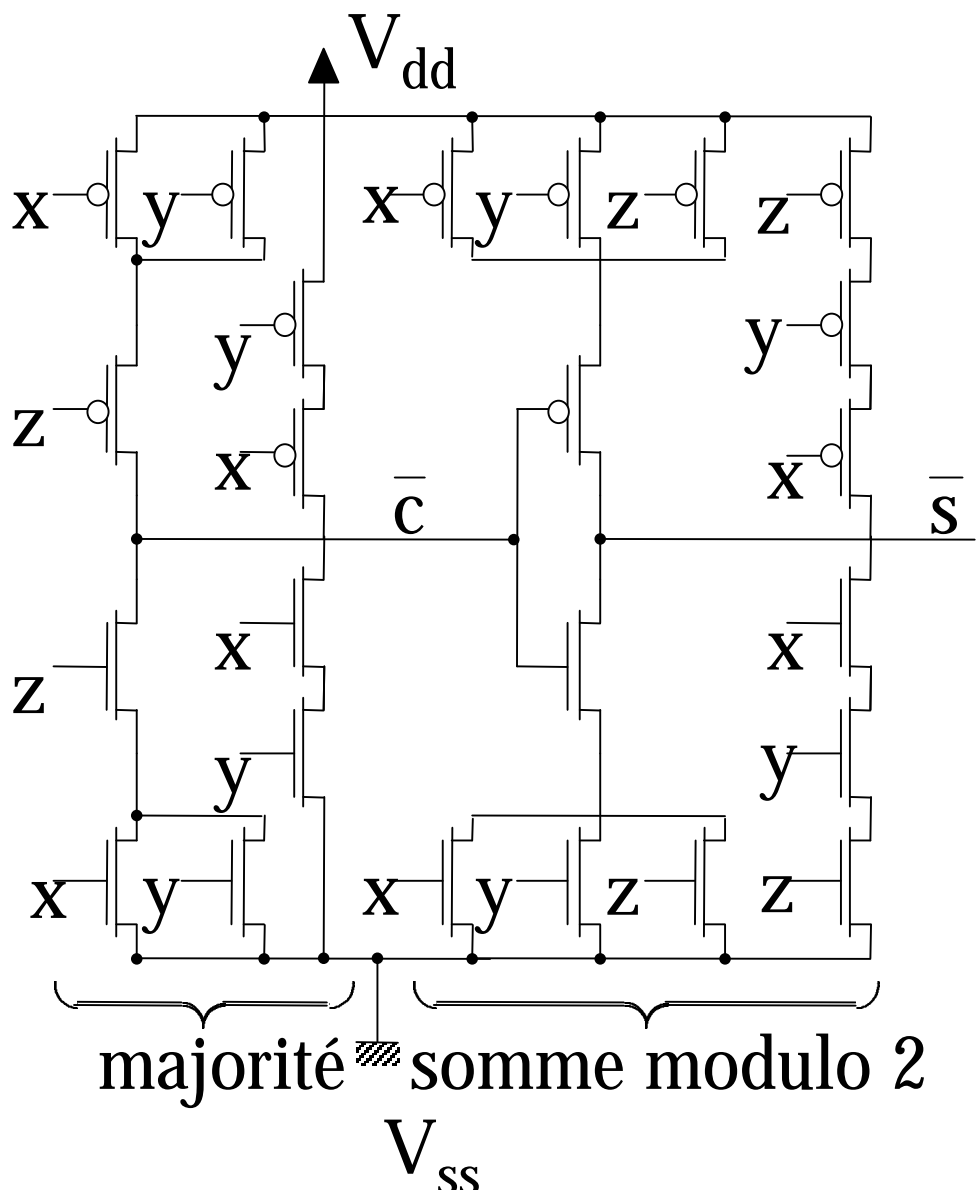 Vdd
x y x y z z
y y
z x x
c̅ s̅
z x x
y y
x y x y z z
majorité somme modulo 2
Vss